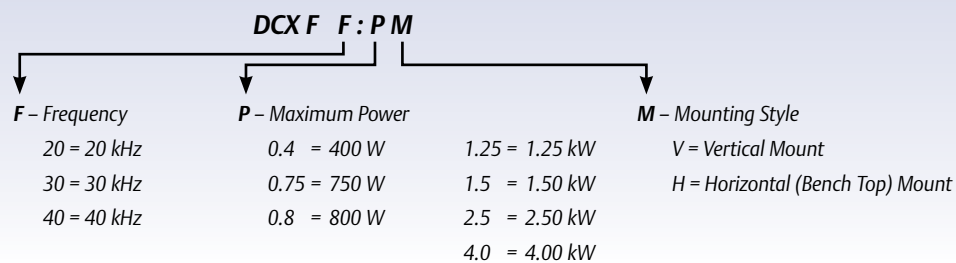 DCX F F : P M
F – Frequency
20 = 20 kHz
30 = 30 kHz
40 = 40 kHz
P – Maximum Power
0.4 = 400 W
0.75 = 750 W
0.8 = 800 W
1.25 = 1.25 kW
1.5 = 1.50 kW
2.5 = 2.50 kW
4.0 = 4.00 kW
M – Mounting Style
V = Vertical Mount
H = Horizontal (Bench Top) Mount